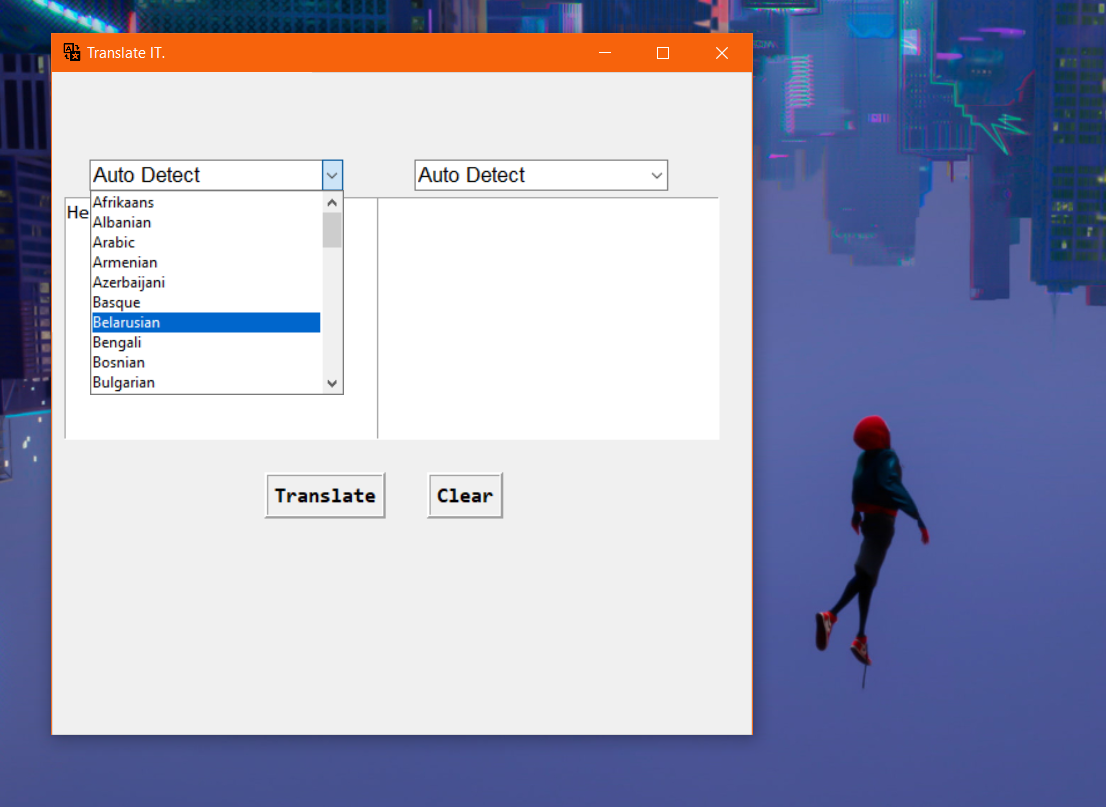 Translate IT.
Auto Detect
Auto Detect
He
Afrikaans
Albanian
Arabic
Armenian
Azerbaijani
Basque
Belarusian
Bengali
Bosnian
Bulgarian
Translate
Clear